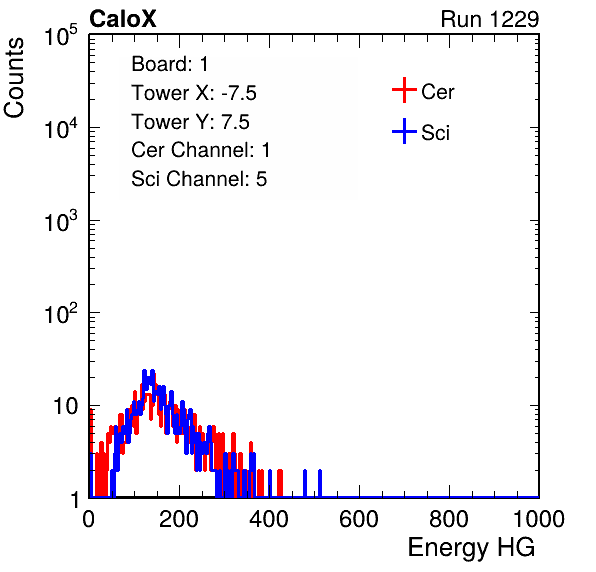 CaloX Run 1229
Counts
Board: 1
Tower X: -7.5
Tower Y: 7.5
Cer Channel: 1
Sci Channel: 5
Cer
Sci
10^5
10^4
10^3
10^2
10
1
0 200 400 600 800 1000
Energy HG